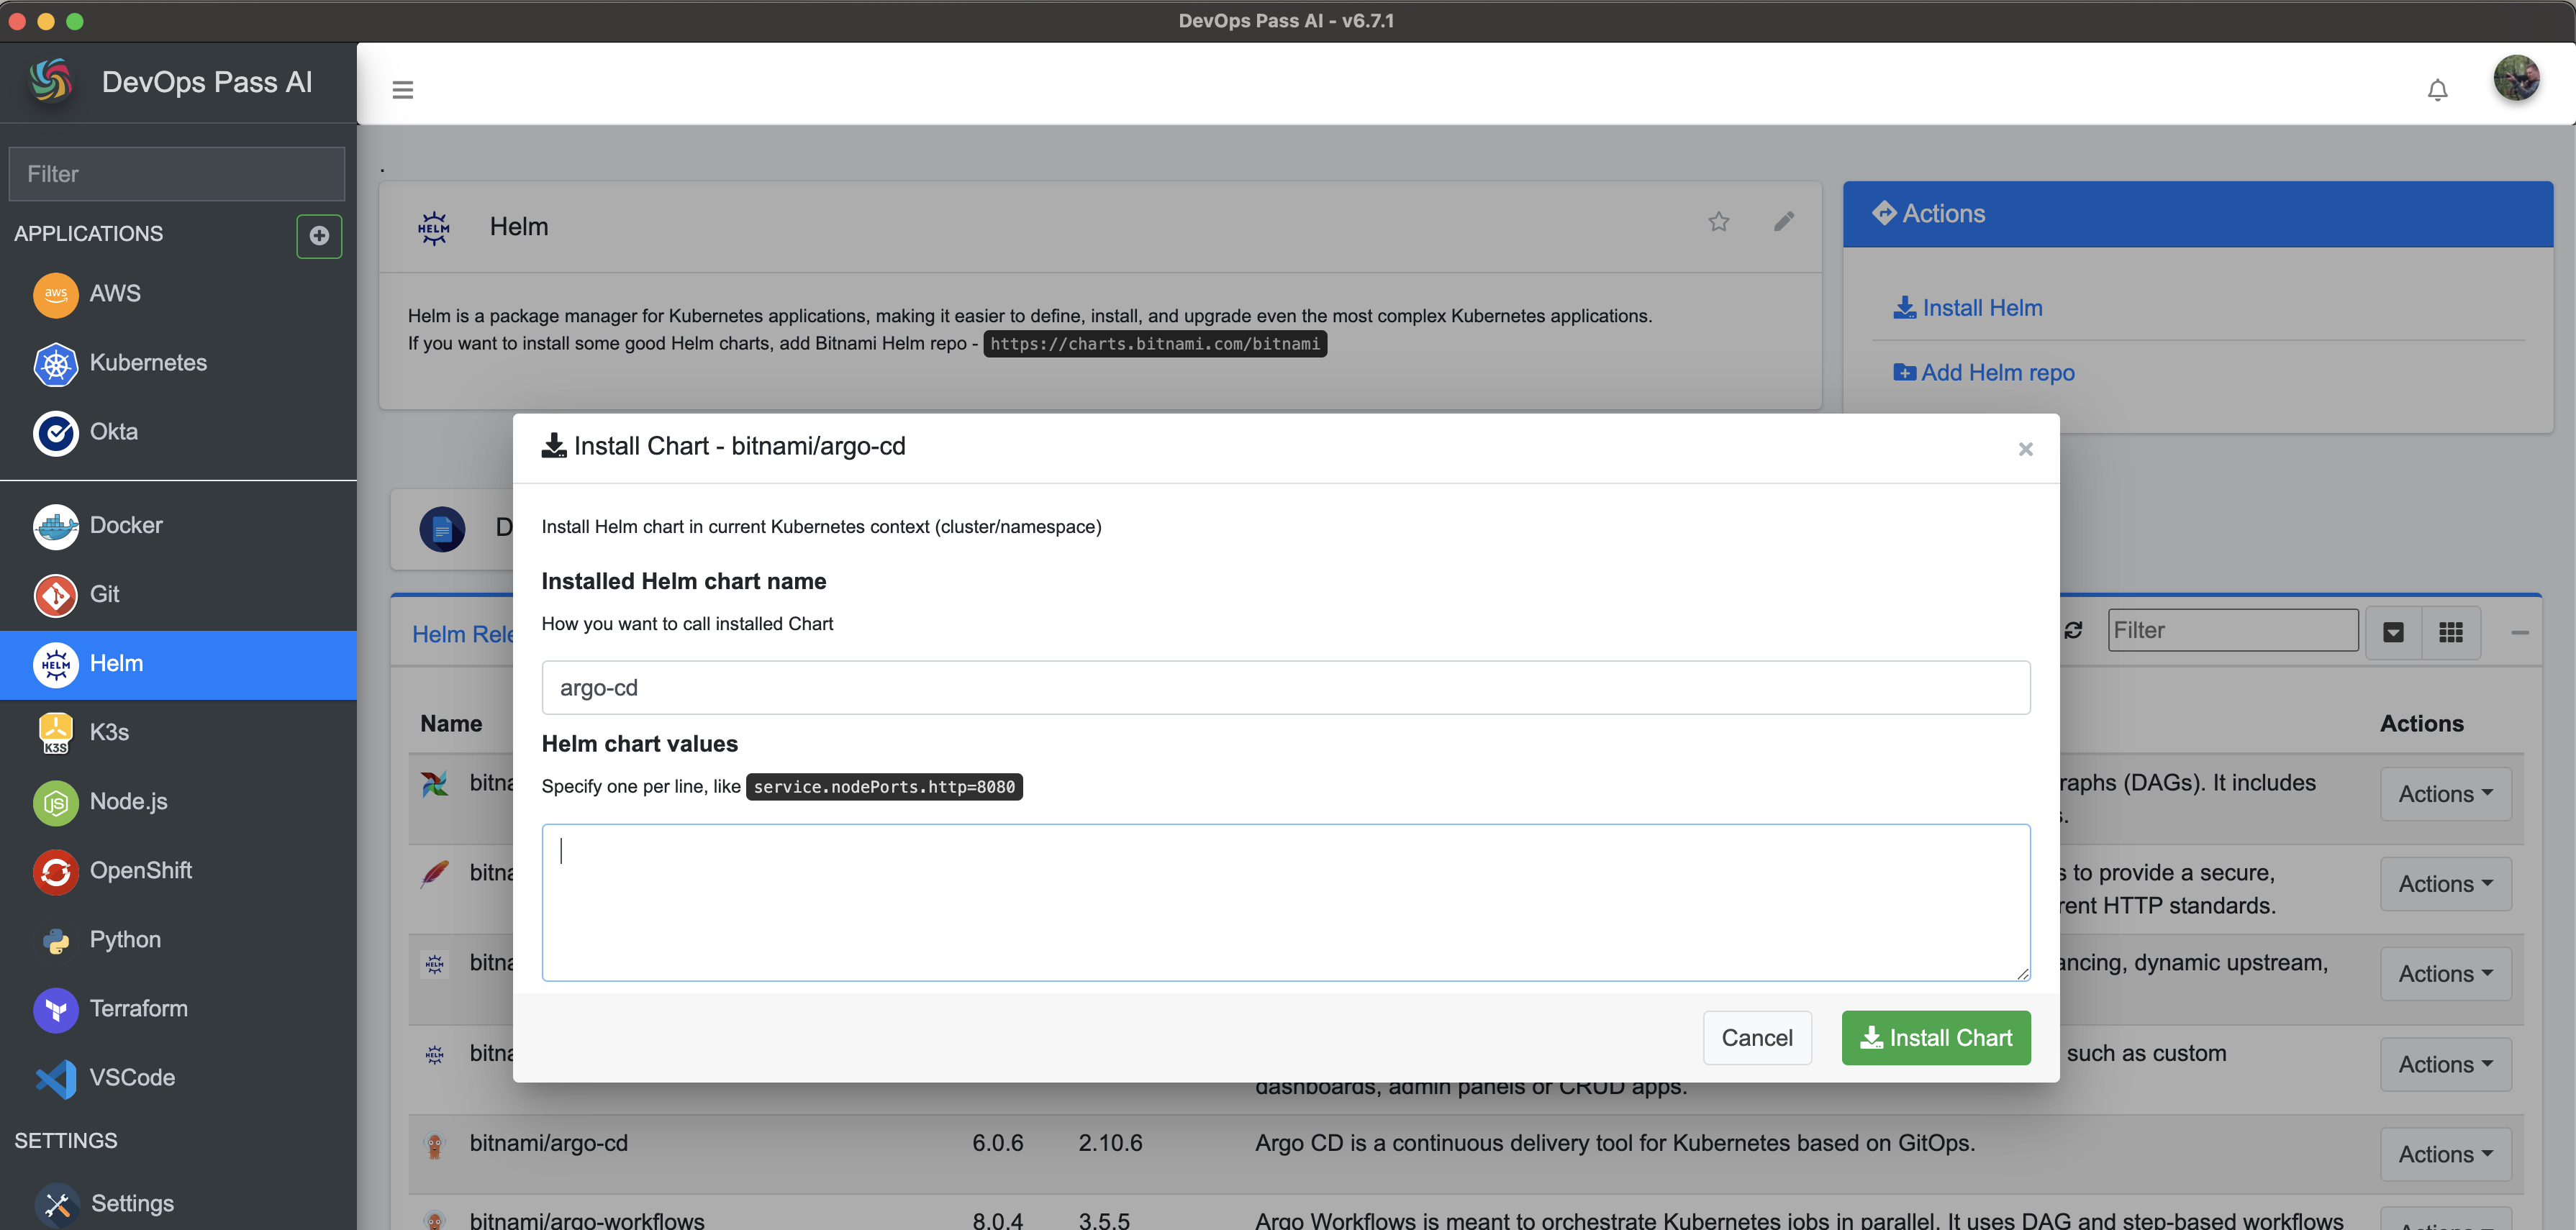 DevOps Pass AI - v6.7.1
DevOps Pass AI
Filter
APPLICATIONS
aws AWS
Kubernetes
Okta
Docker
Git
HELM Helm
K3S K3s
JS Node.js
OpenShift
Python
Terraform
VSCode
SETTINGS
Settings
.
HELM Helm
Helm is a package manager for Kubernetes applications, making it easier to define, install, and upgrade even the most complex Kubernetes applications.
If you want to install some good Helm charts, add Bitnami Helm repo - https://charts.bitnami.com/bitnami
Actions
Install Helm
Add Helm repo
D
Install Chart - bitnami/argo-cd
×
Install Helm chart in current Kubernetes context (cluster/namespace)
Installed Helm chart name
How you want to call installed Chart
argo-cd
Helm chart values
Specify one per line, like service.nodePorts.http=8080
Cancel
Install Chart
Helm Rele
Filter
Name
Actions
bitna
raphs (DAGs). It includes
Actions
bitna
s to provide a secure,
rent HTTP standards.
Actions
HELM bitna
ancing, dynamic upstream,
Actions
HELM bitna
such as custom
dashboards, admin panels or CRUD apps.
Actions
bitnami/argo-cd 6.0.6 2.10.6 Argo CD is a continuous delivery tool for Kubernetes based on GitOps. Actions
bitnami/argo-workflows 8.0.4 3.5.5 Argo Workflows is meant to orchestrate Kubernetes jobs in parallel. It uses DAG and step-based workflows